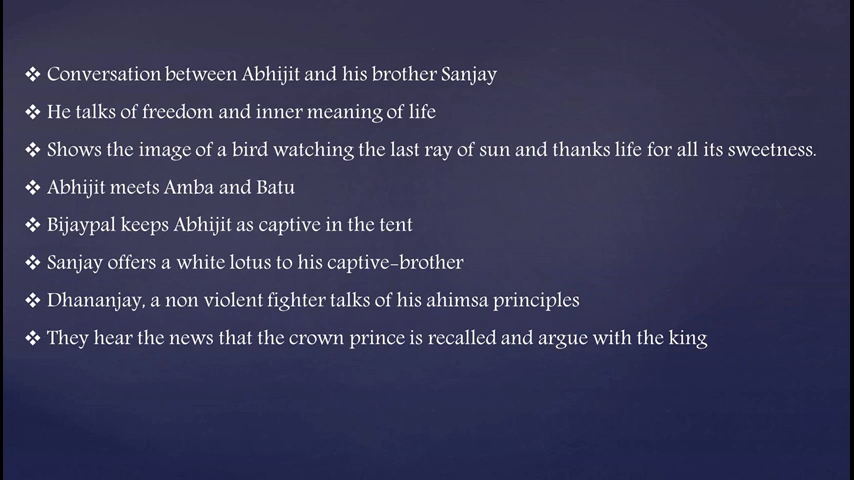 ❖ Conversation between Abhijit and his brother Sanjay
❖ He talks of freedom and inner meaning of life
❖ Shows the image of a bird watching the last ray of sun and thanks life for all its sweetness.
❖ Abhijit meets Amba and Batu
❖ Bijaypal keeps Abhijit as captive in the tent
❖ Sanjay offers a white lotus to his captive-brother
❖ Dhananjay, a non violent fighter talks of his ahimsa principles
❖ They hear the news that the crown prince is recalled and argue with the king